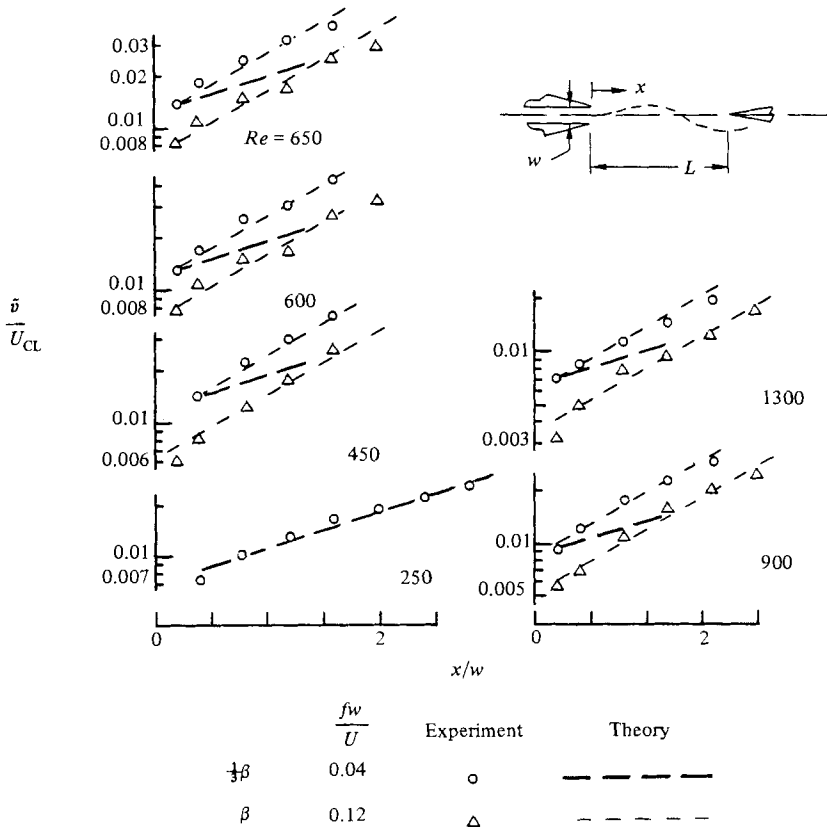 0.03
0.02
0.01
0.008
Re = 650
x
w
L
0.01
0.008
600
ṽ
U̅CL
0.01
0.006
450
0.01
0.003
1300
0.01
0.007
250
0.01
0.005
900
0 2
0 2
x/w
fw
U
Experiment Theory
⅓β 0.04
β 0.12